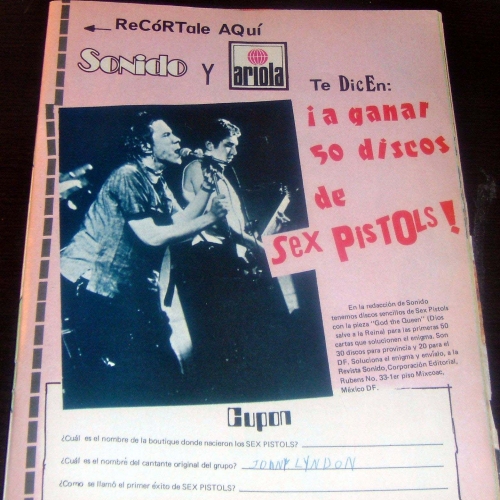 ← ReCóRTale AQuí
Sonido Y ariola
Te DicEn:
¡a ganar
50 discos
de
SEX PiSTOLS!
En la redacción de Sonido
tenemos discos sencillos de Sex Pistols
con la pieza "God the Queen" (Dios
salve a la Reina) para las primeras 50
cartas que solucionen el enigma. Son
30 discos para provincia y 20 para el
DF. Soluciona el enigma y envíalo, a la
Revista Sonido, Corporación Editorial,
Rubens No. 33-1er piso Mixcoac,
México DF.
Cupon
¿Cuál es el nombre de la boutique donde nacieron los SEX PISTOLS?
¿Cuál es el nombre del cantante original del grupo? JONNY LYNDON
¿Como se llamó el primer éxito de SEX PISTOLS?